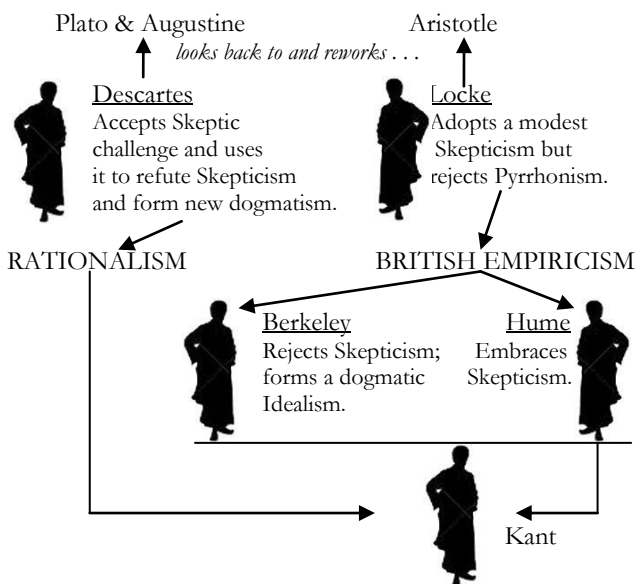 Plato & Augustine
Aristotle
looks back to and reworks . . .
Descartes
Accepts Skeptic
challenge and uses
it to refute Skepticism
and form new dogmatism.
Locke
Adopts a modest
Skepticism but
rejects Pyrrhonism.
RATIONALISM
BRITISH EMPIRICISM
Berkeley
Rejects Skepticism;
forms a dogmatic
Idealism.
Hume
Embraces
Skepticism.
Kant